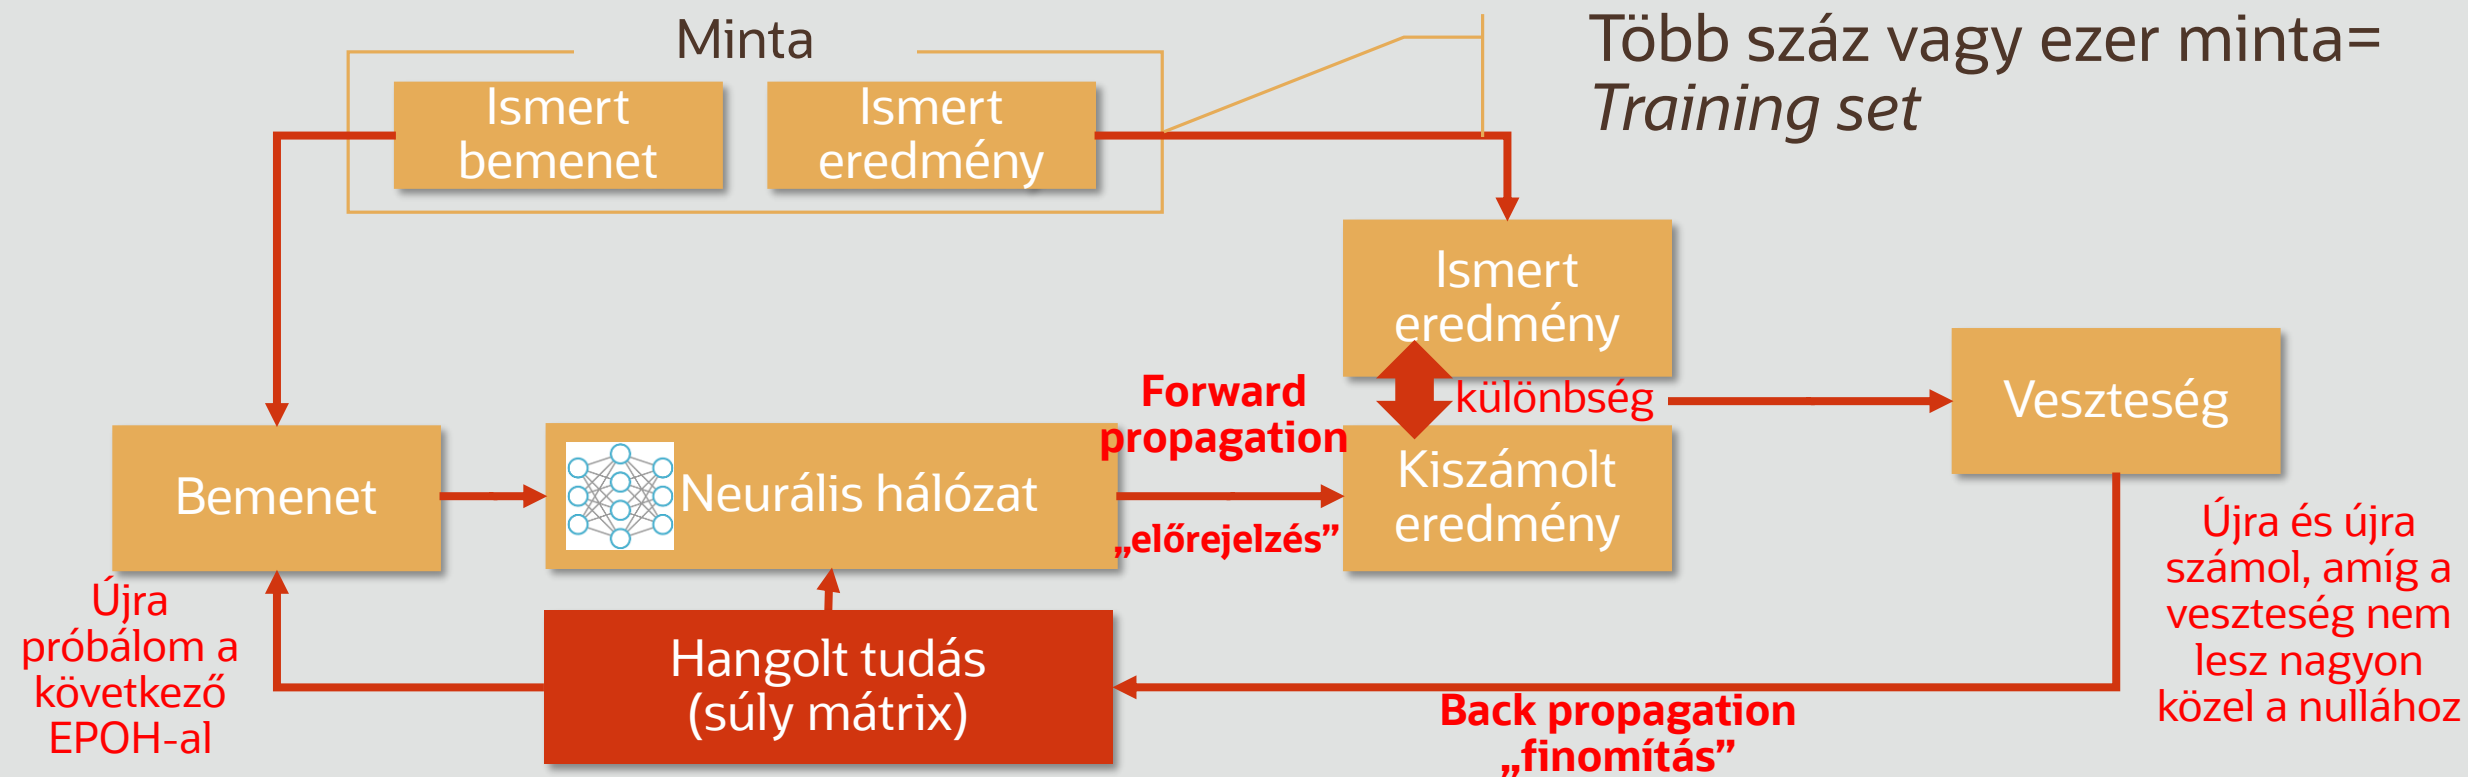 Minta
Több száz vagy ezer minta=
Training set
Ismert
bemenet
Ismert
eredmény
Ismert
eredmény
különbség
Veszteség
Forward
propagation
Bemenet
Neurális hálózat
Kiszámolt
eredmény
„előrejelzés”
Újra és újra
számol, amíg a
veszteség nem
lesz nagyon
közel a nullához
Újra
próbálom a
következő
EPOH-al
Hangolt tudás
(súly mátrix)
Back propagation
„finomítás”